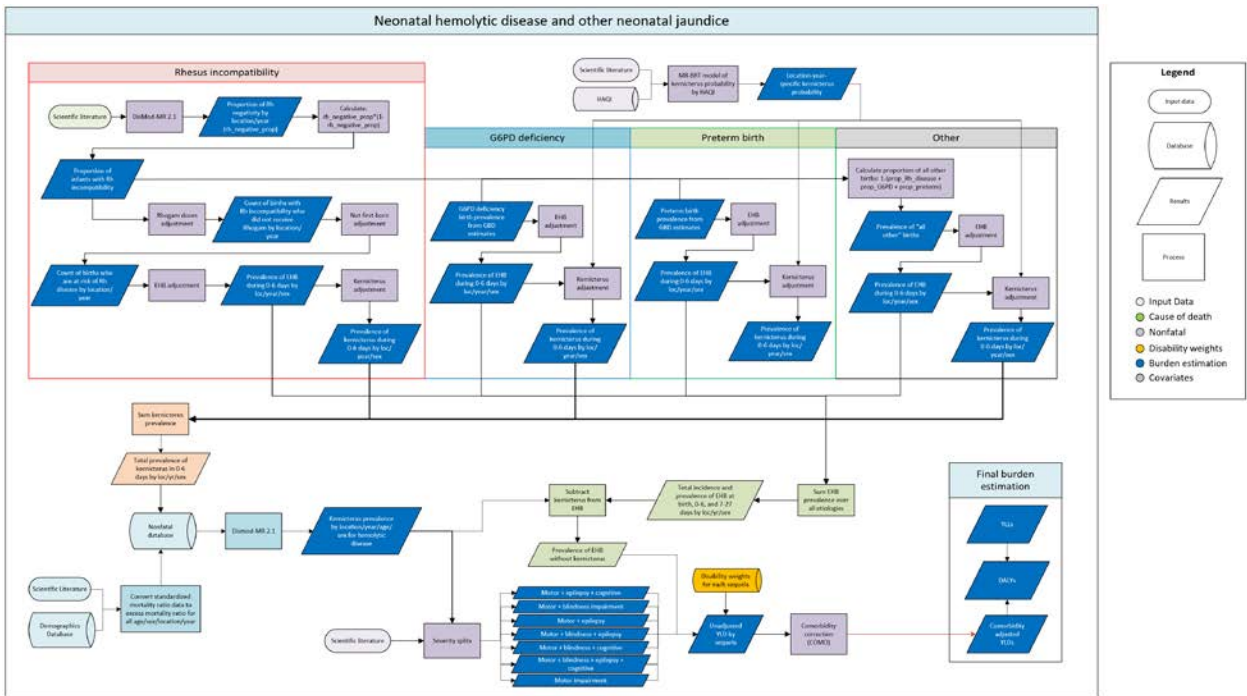 Neonatal hemolytic disease and other neonatal jaundice
Rhesus incompatibility
Scientific literature
DisMod-MR 2.1
Proportion of Rh
negativity by
location/year
(rh_negative_prop)
Calculate:
rh_negative_prop*(1-
rh_negative_prop)
Proportion of
infants with Rh
incompatibility
Rhogam doses
adjustment
Count of births with
Rh incompatibility who
did not receive
Rhogam by location/
year
Not first born
adjustment
Count of births who
are at risk of Rh
disease by location/
year
EHB adjustment
Prevalence of EHB
during 0-6 days by
loc/year/sex
Kernicterus
adjustment
Prevalence of
kernicterus during
0-6 days by loc/
year/sex
Scientific literature
HAQI
MR-BRT model of
kernicterus probability
by HAQI
Location-year-
specific kernicterus
probability
G6PD deficiency
G6PD deficiency
birth prevalence
from GBD
estimates
EHB
adjustment
Prevalence of EHB
during 0-6 days by
loc/year/sex
Kernicterus
adjustment
Prevalence of
kernicterus during
0-6 days by loc/
year/sex
Preterm birth
Preterm birth
prevalence from
GBD estimates
EHB
adjustment
Prevalence of EHB
during 0-6 days by
loc/year/sex
Kernicterus
adjustment
Prevalence of
kernicterus during
0-6 days by loc/
year/sex
Other
Calculate proportion of all other
births: 1-(prop_Rh_disease +
prop_G6PD + prop_preterm)
Prevalence of "all
other" births
EHB
adjustment
Prevalence of EHB
during 0-6 days by
loc/year/sex
Kernicterus
adjustment
Prevalence of
kernicterus during
0-6 days by loc/
year/sex
Sum kernicterus
prevalence
Total prevalence of
kernicterus in 0-6
days by loc/yr/sex
Nonfatal
database
Dismod-MR 2.1
Kernicterus prevalence
by location/year/age/
sex for hemolytic
disease
Subtract
kernicterus from
EHB
Total incidence and
prevalence of EHB at
birth, 0-6, and 7-27
days by loc/yr/sex
Sum EHB
prevalence over
all etiologies
Prevalence of EHB
without kernicterus
Scientific Literature
Demographics
Database
Convert standardized
mortality ratio data to
excess mortality ratio for
all age/sex/location/year
Scientific literature
Severity splits
Motor + epilepsy + cognitive
Motor + blindness impairment
Motor + epilepsy
Motor + blindness + epilepsy
Motor + blindness + cognitive
Motor + blindness + epilepsy +
cognitive
Motor impairment
Disability weights
for each sequela
Unadjusted
YLD by
sequela
Comorbidity
correction
(COMO)
Final burden
estimation
YLLs
DALYs
Comorbidity
adjusted
YLDs
Legend
Input data
Database
Results
Process
Input Data
Cause of death
Nonfatal
Disability weights
Burden estimation
Covariates